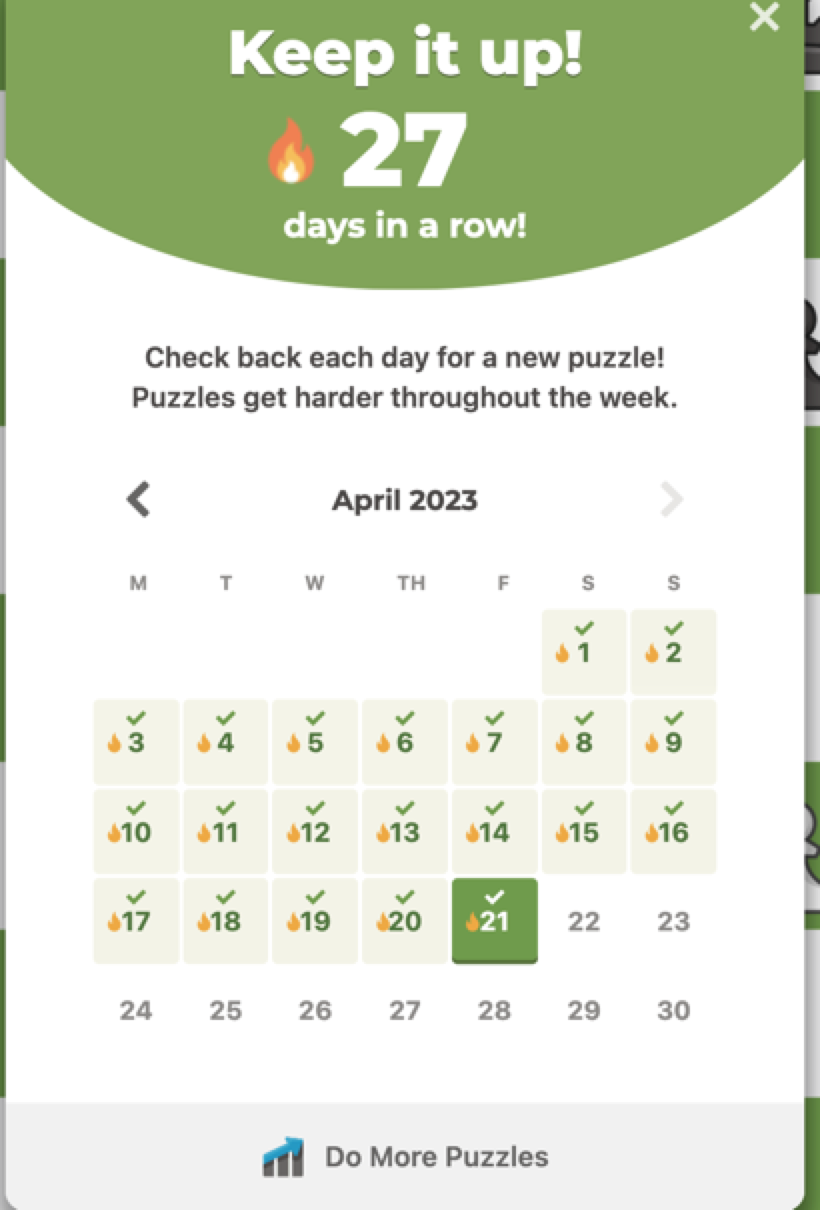 Keep it up!
27
days in a row!
Check back each day for a new puzzle!
Puzzles get harder throughout the week.
April 2023
M T W TH F S S
1 2
3 4 5 6 7 8 9
10 11 12 13 14 15 16
17 18 19 20 21 22 23
24 25 26 27 28 29 30
Do More Puzzles